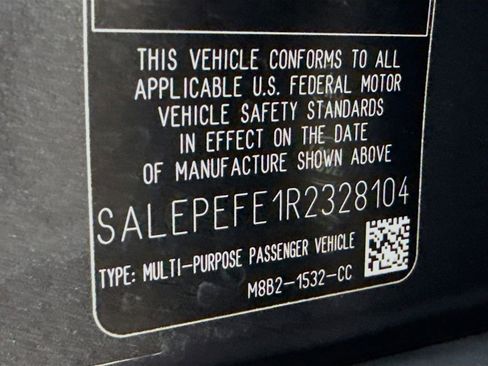 THIS VEHICLE CONFORMS TO ALL
APPLICABLE U.S. FEDERAL MOTOR
VEHICLE SAFETY STANDARDS
IN EFFECT ON THE DATE
OF MANUFACTURE SHOWN ABOVE
SALEPEFE1R2328104
TYPE: MULTI-PURPOSE PASSENGER VEHICLE
M8B2-1532-CC